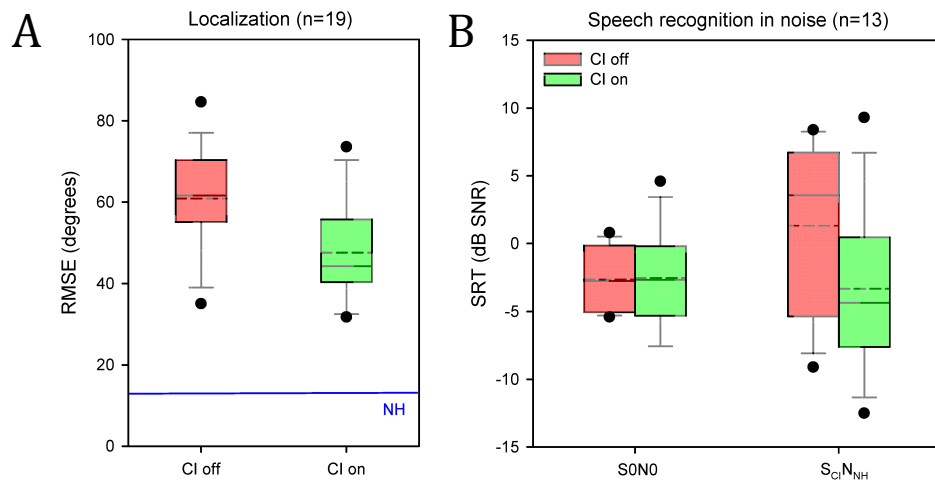 A
Localization (n=19)
RMSE (degrees)
100
80
60
40
20
0
NH
CI off
CI on
B
Speech recognition in noise (n=13)
CI off
CI on
SRT (dB SNR)
15
10
5
0
-5
-10
-15
S0N0
S_CI N_NH